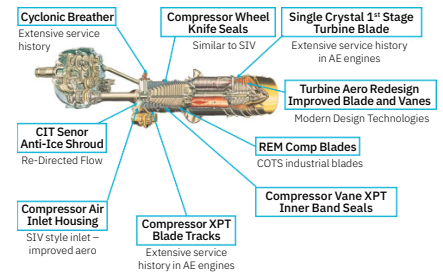 Cyclonic Breather
Extensive service
history
Compressor Wheel
Knife Seals
Similar to SIV
Single Crystal 1st Stage
Turbine Blade
Extensive service history
in AE engines
Turbine Aero Redesign
Improved Blade and Vanes
Modern Design Technologies
CIT Senor
Anti-Ice Shroud
Re-Directed Flow
REM Comp Blades
COTS industrial blades
Compressor Vane XPT
Inner Band Seals
Compressor Air
Inlet Housing
SIV style inlet –
improved aero
Compressor XPT
Blade Tracks
Extensive service
history in AE engines